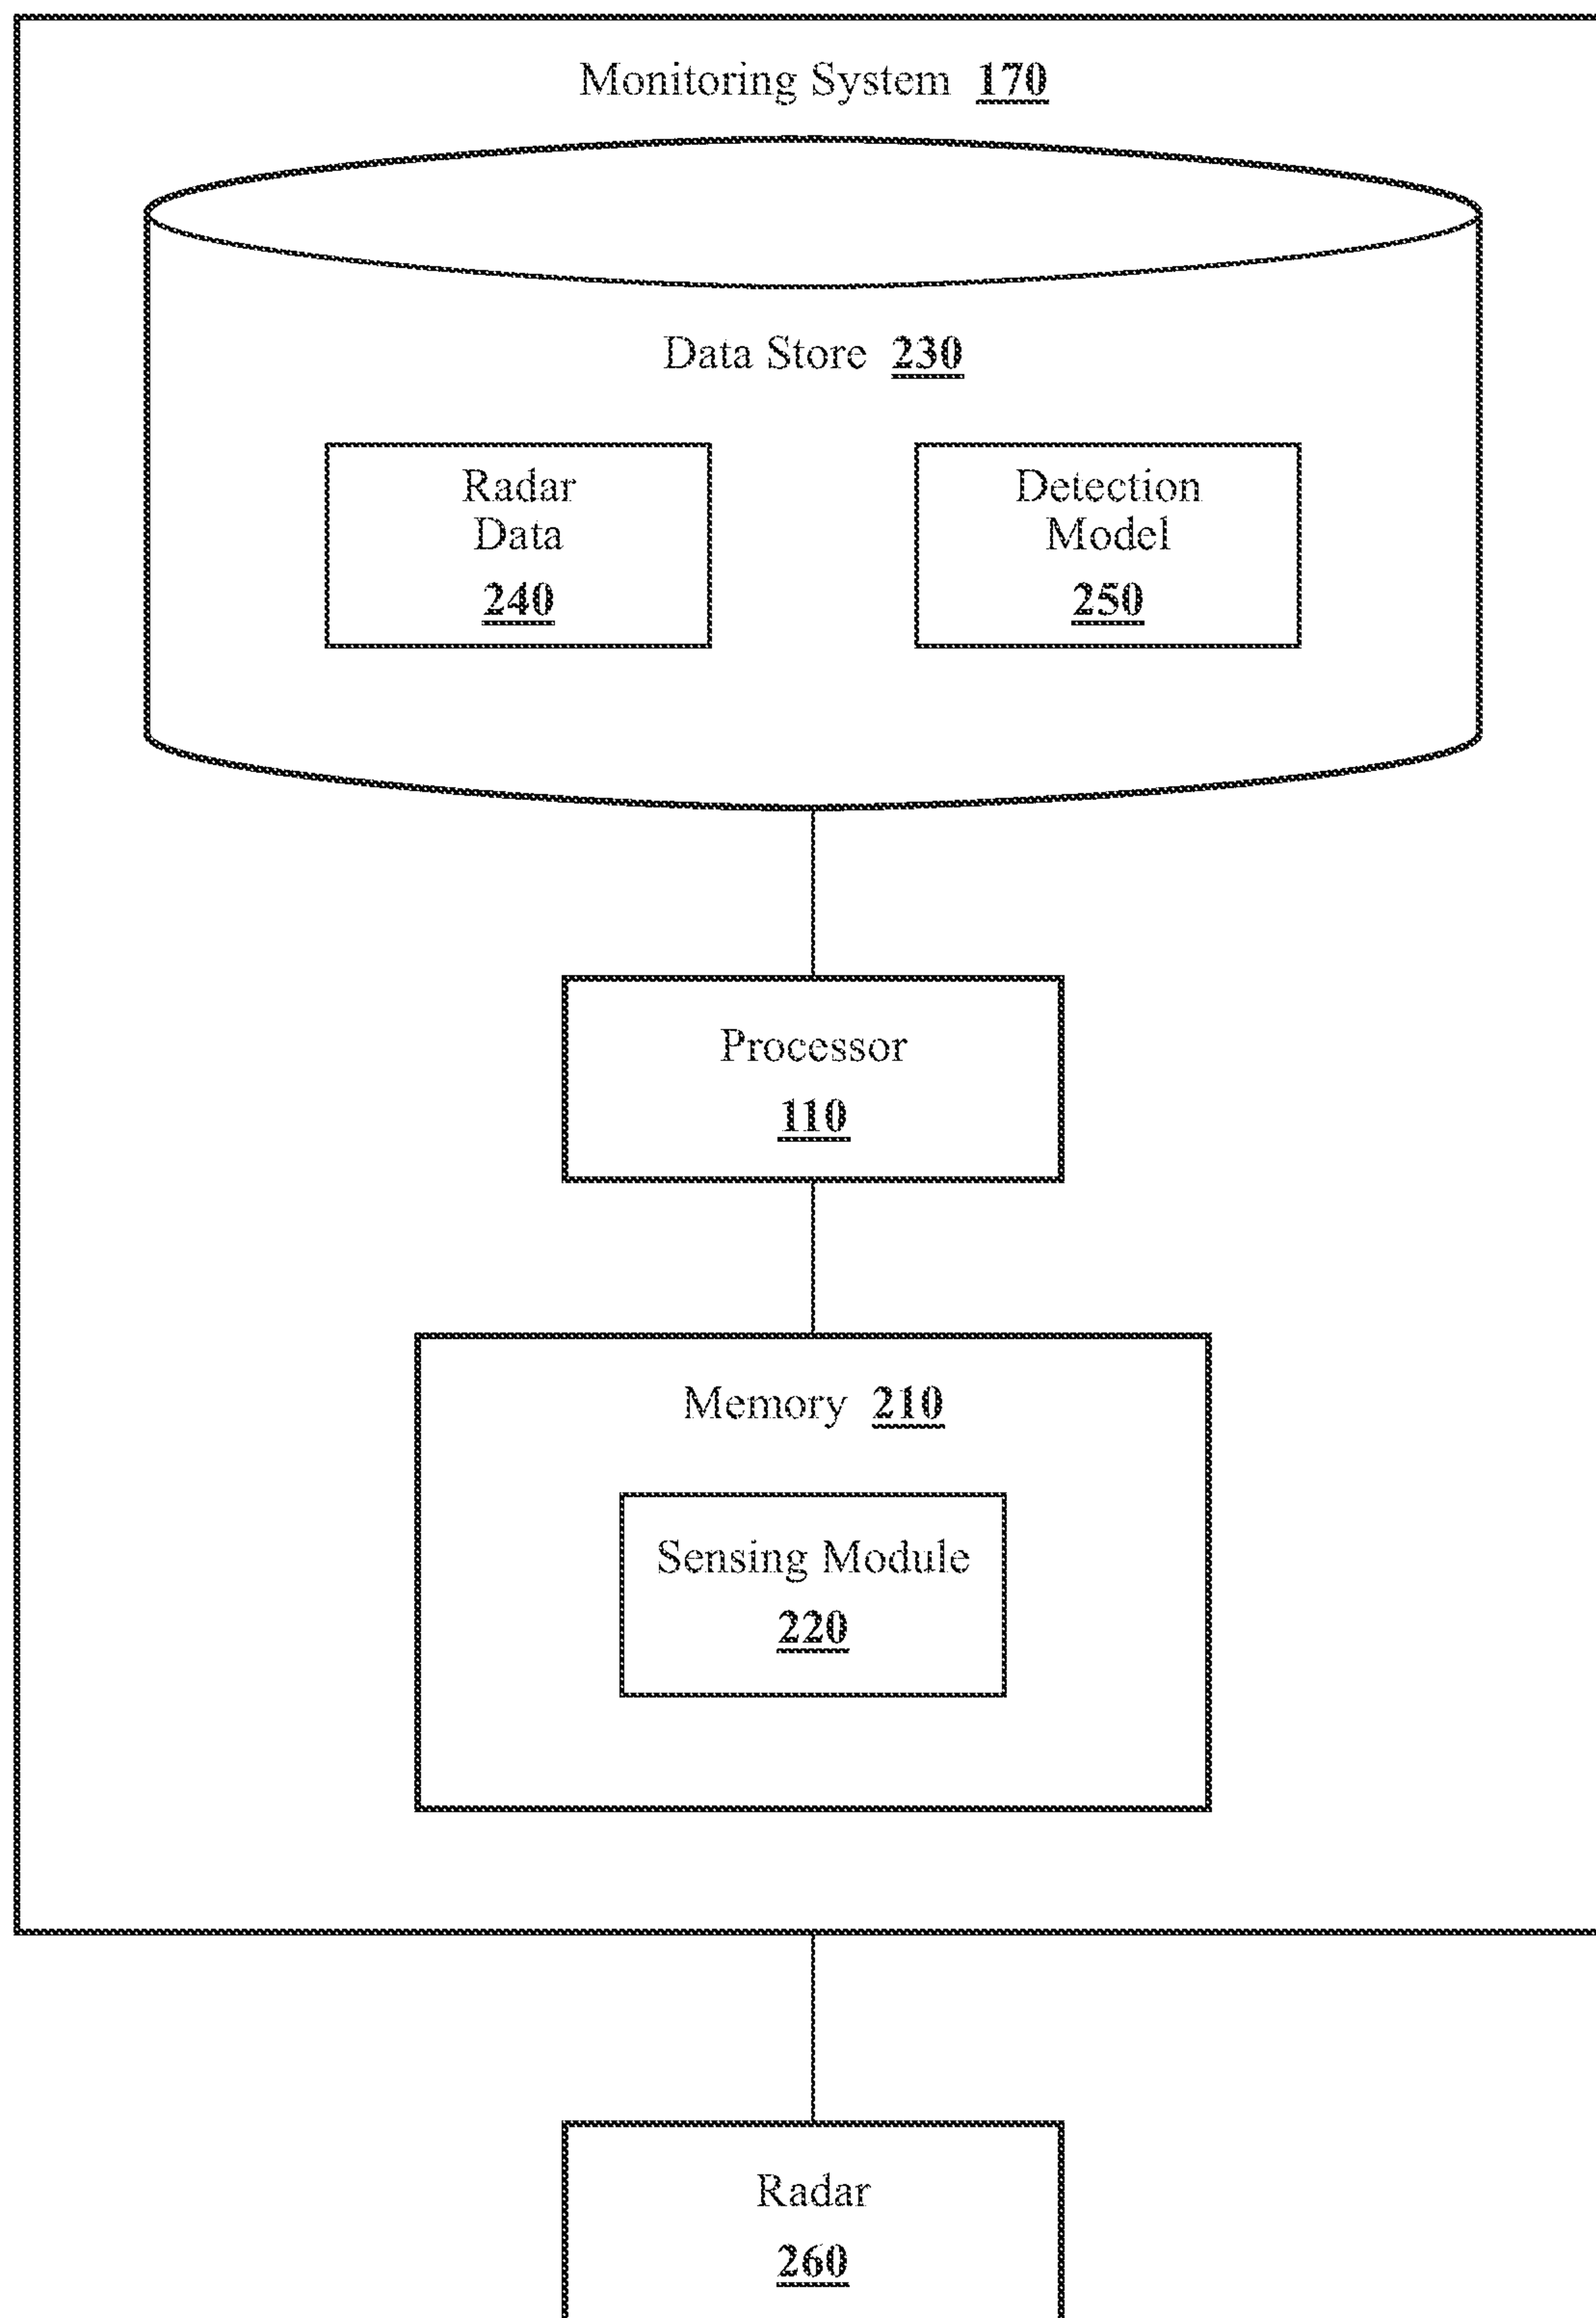 Monitoring System 170
Data Store 230
Radar
Data
240
Detection
Model
250
Processor
110
Memory 210
Sensing Module
220
Radar
260